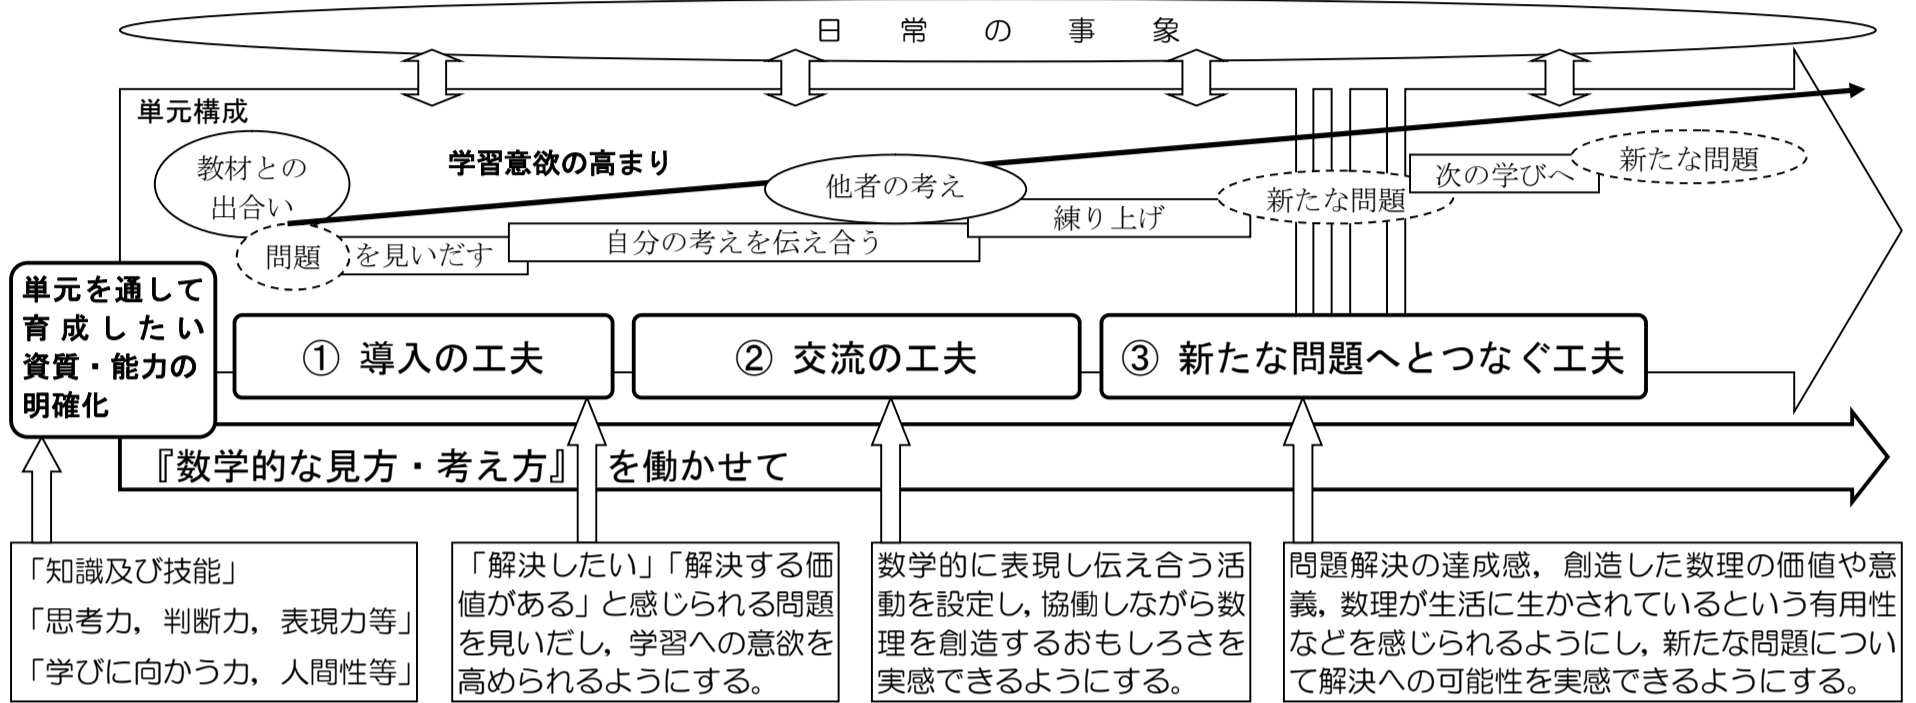 日常の事象
単元構成
教材との
出合い
学習意欲の高まり
問題
を見いだす
自分の考えを伝え合う
他者の考え
練り上げ
新たな問題
次の学びへ
新たな問題
単元を通して
育成したい
資質・能力の
明確化
① 導入の工夫
② 交流の工夫
③ 新たな問題へとつなぐ工夫
『数学的な見方・考え方』 を働かせて
「知識及び技能」
「思考力，判断力，表現力等」
「学びに向かう力，人間性等」
「解決したい」「解決する価
値がある」と感じられる問題
を見いだし，学習への意欲を
高められるようにする。
数学的に表現し伝え合う活
動を設定し，協働しながら数
理を創造するおもしろさを
実感できるようにする。
問題解決の達成感，創造した数理の価値や意
義，数理が生活に生かされているという有用性
などを感じられるようにし，新たな問題につい
て解決への可能性を実感できるようにする。